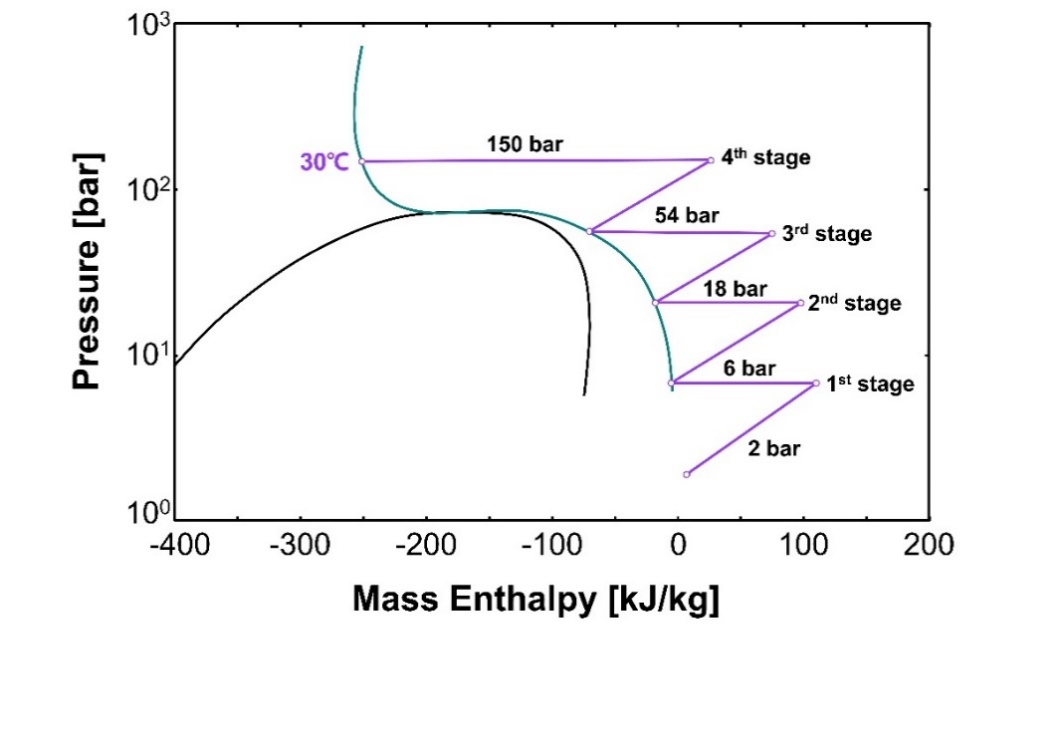 10³
150 bar
4th stage
30℃
10²
54 bar
3rd stage
18 bar
2nd stage
10¹
6 bar
1st stage
2 bar
10⁰
-400 -300 -200 -100 0 100 200
Mass Enthalpy [kJ/kg]
Pressure [bar]